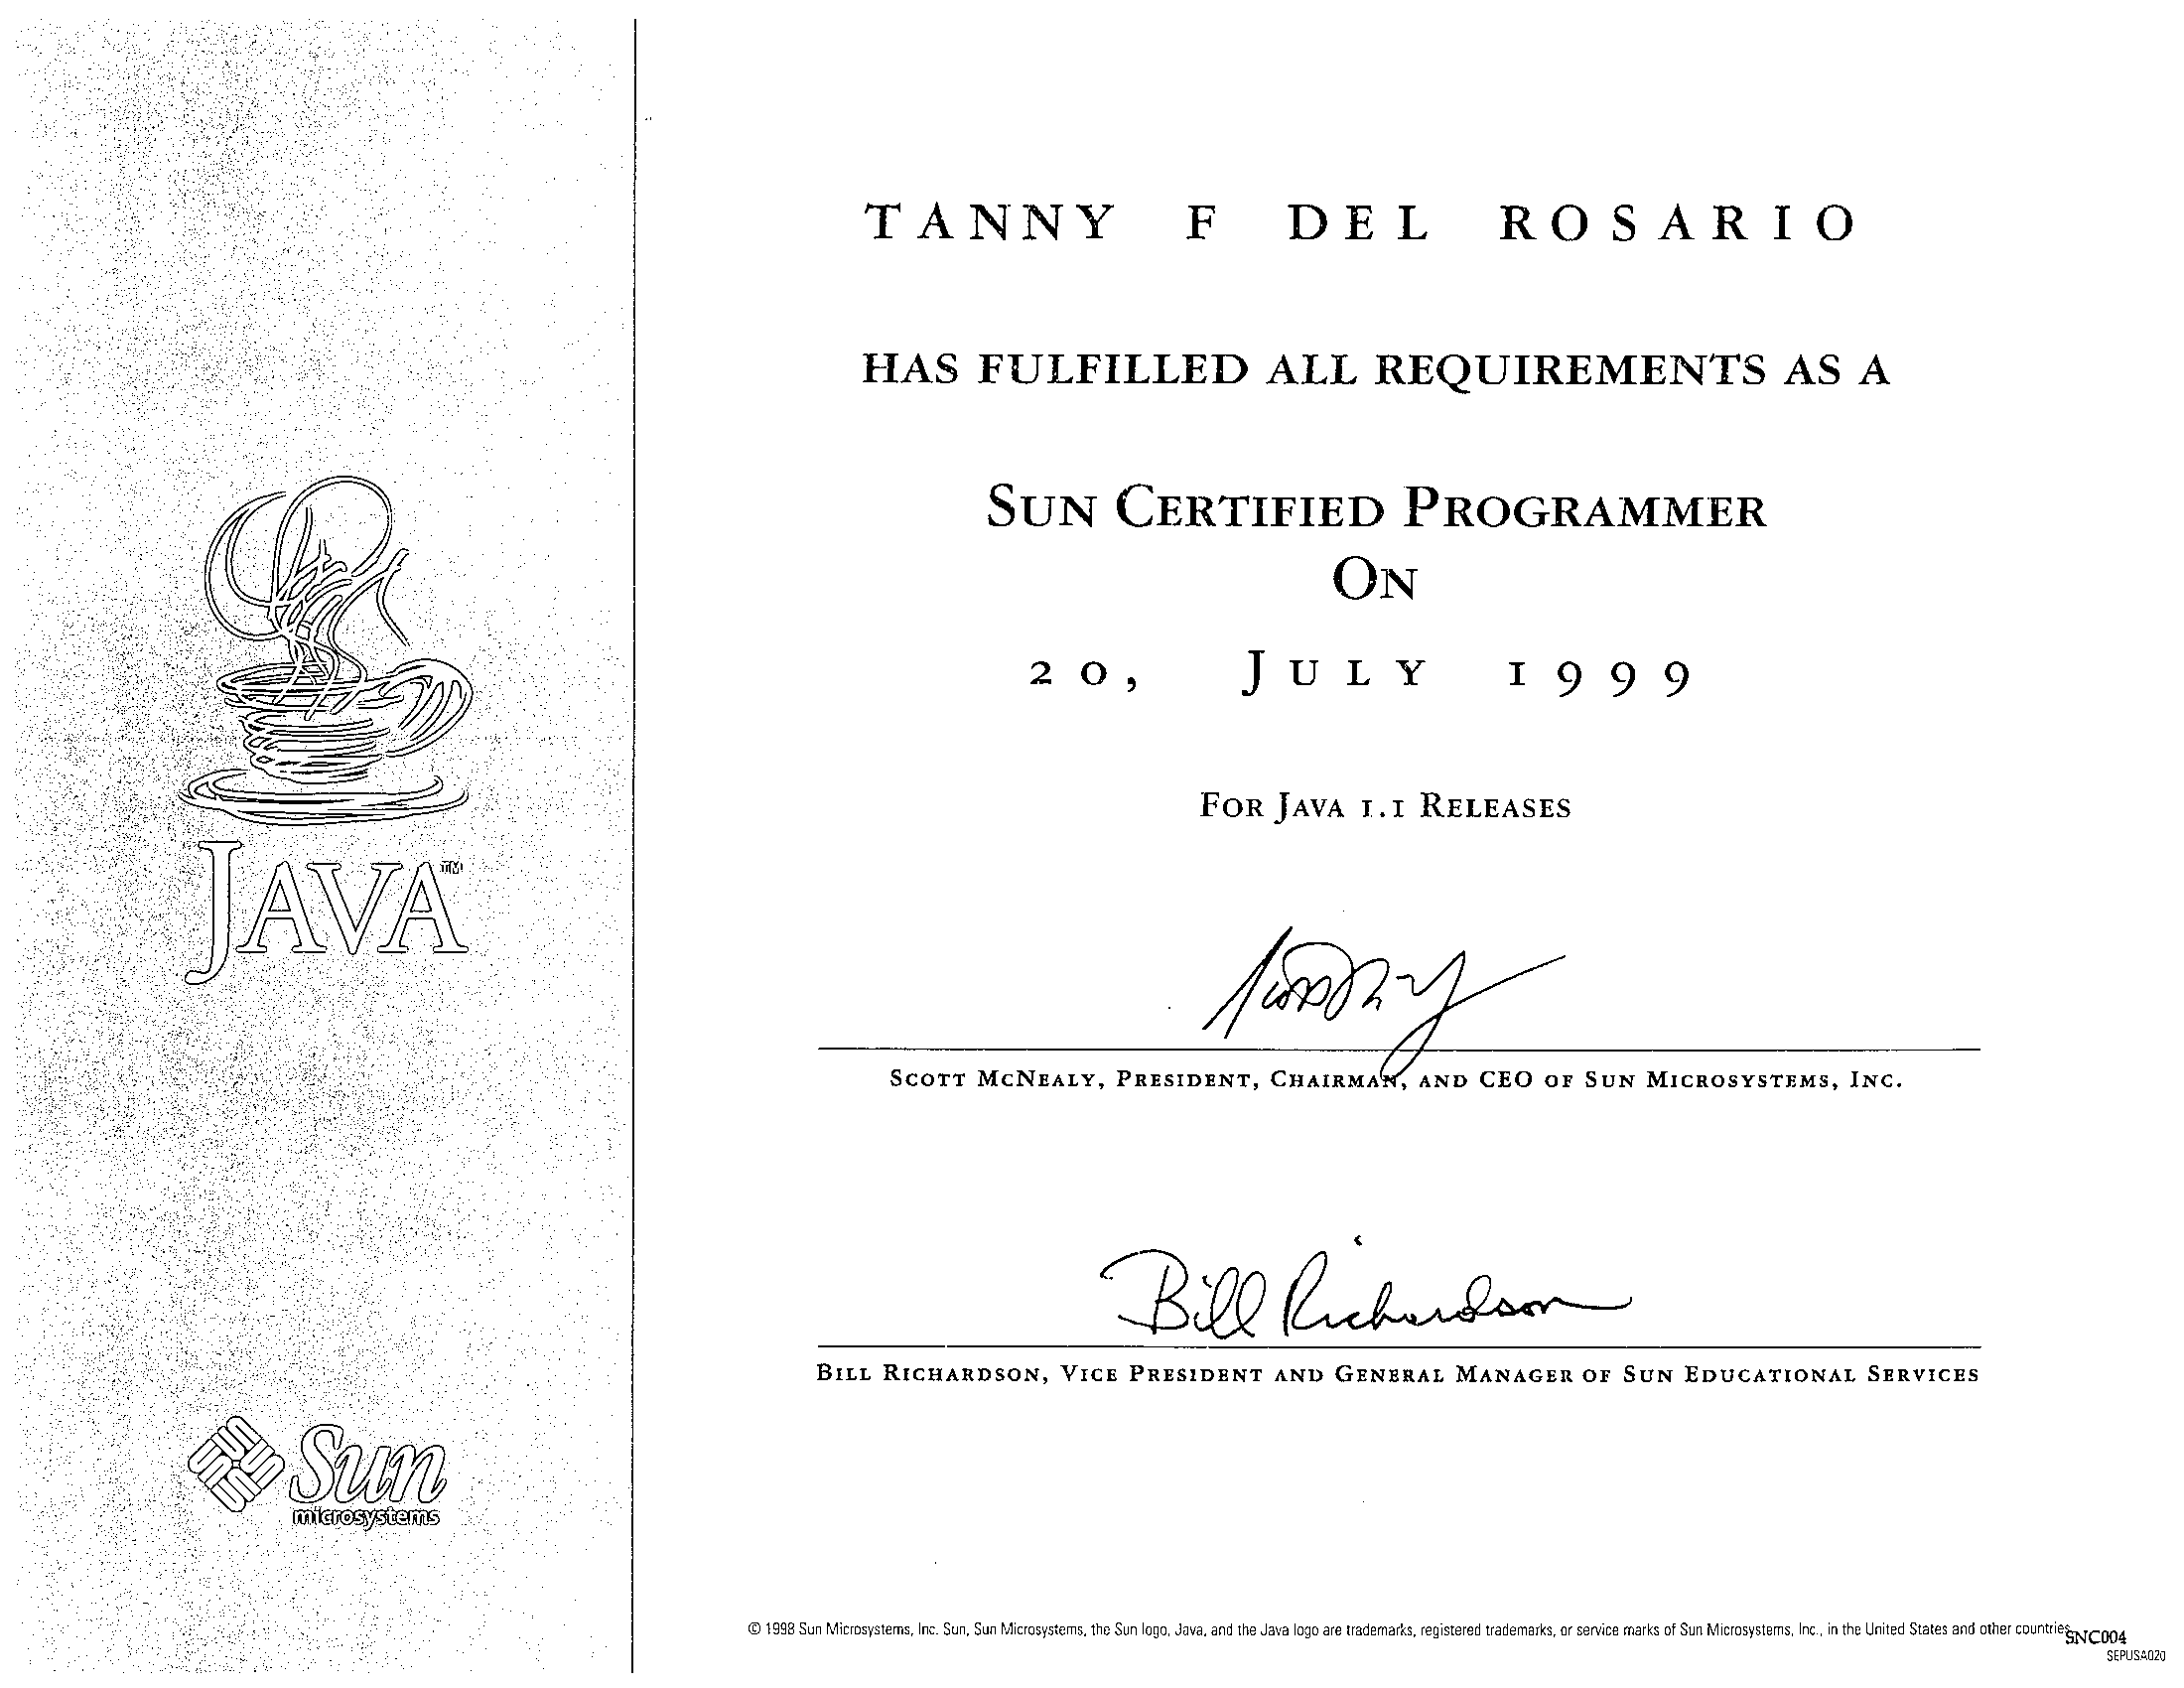 TANNY F DEL ROSARIO
HAS FULFILLED ALL REQUIREMENTS AS A
SUN CERTIFIED PROGRAMMER
ON
20, JULY 1999
FOR JAVA 1.1 RELEASES
SCOTT MCNEALY, PRESIDENT, CHAIRMAN, AND CEO OF SUN MICROSYSTEMS, INC.
Bill Richardson
BILL RICHARDSON, VICE PRESIDENT AND GENERAL MANAGER OF SUN EDUCATIONAL SERVICES
JAVA™
Sun
microsystems
© 1998 Sun Microsystems, Inc. Sun, Sun Microsystems, the Sun logo, Java, and the Java logo are trademarks, registered trademarks, or service marks of Sun Microsystems, Inc., in the United States and other countries.
SNC004
SEPUSA020